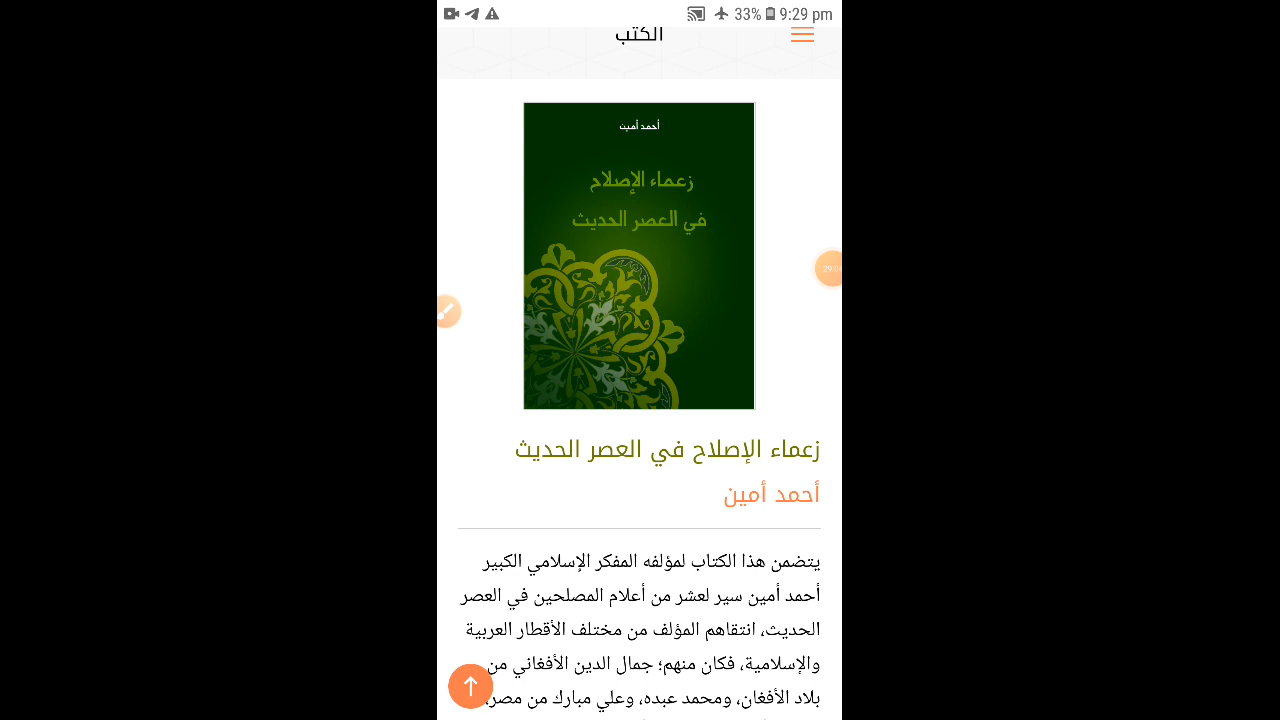 33% 9:29 pm
الكتب
أحمد أمين
زعماء الإصلاح
في العصر الحديث
زعماء الإصلاح في العصر الحديث
أحمد أمين
يتضمن هذا الكتاب لمؤلفه المفكر الإسلامي الكبير
أحمد أمين سير لعشر من أعلام المصلحين في العصر
الحديث، انتقاهم المؤلف من مختلف الأقطار العربية
والإسلامية، فكان منهم؛ جمال الدين الأفغاني من
بلاد الأفغان، ومحمد عبده، وعلي مبارك من مصر،